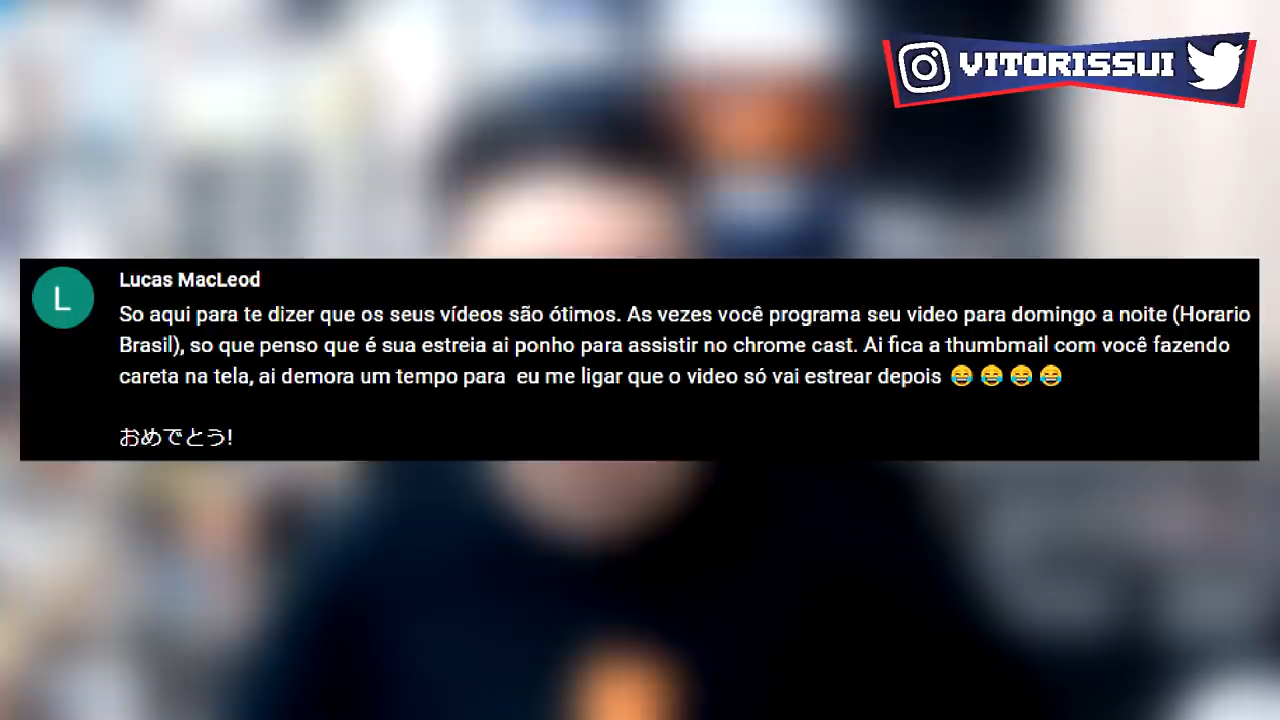 VITORISSUI
L
Lucas MacLeod
So aqui para te dizer que os seus vídeos são ótimos. As vezes você programa seu video para domingo a noite (Horario
Brasil), so que penso que é sua estreia ai ponho para assistir no chrome cast. Ai fica a thumbmail com você fazendo
careta na tela, ai demora um tempo para  eu me ligar que o video só vai estrear depois 😂 😂 😂 😂
おめでとう!